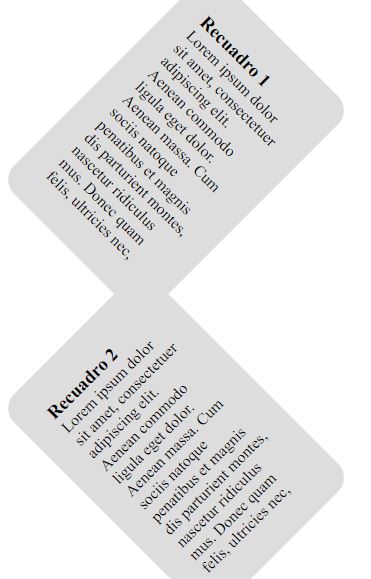 Recuadro 1
Lorem ipsum dolor
sit amet, consectetuer
adipiscing elit.
Aenean commodo
ligula eget dolor.
Aenean massa. Cum
sociis natoque
penatibus et magnis
dis parturient montes,
nascetur ridiculus
mus. Donec quam
felis, ultricies nec,
Recuadro 2
Lorem ipsum dolor
sit amet, consectetuer
adipiscing elit.
Aenean commodo
ligula eget dolor.
Aenean massa. Cum
sociis natoque
penatibus et magnis
dis parturient montes,
nascetur ridiculus
mus. Donec quam
felis, ultricies nec,